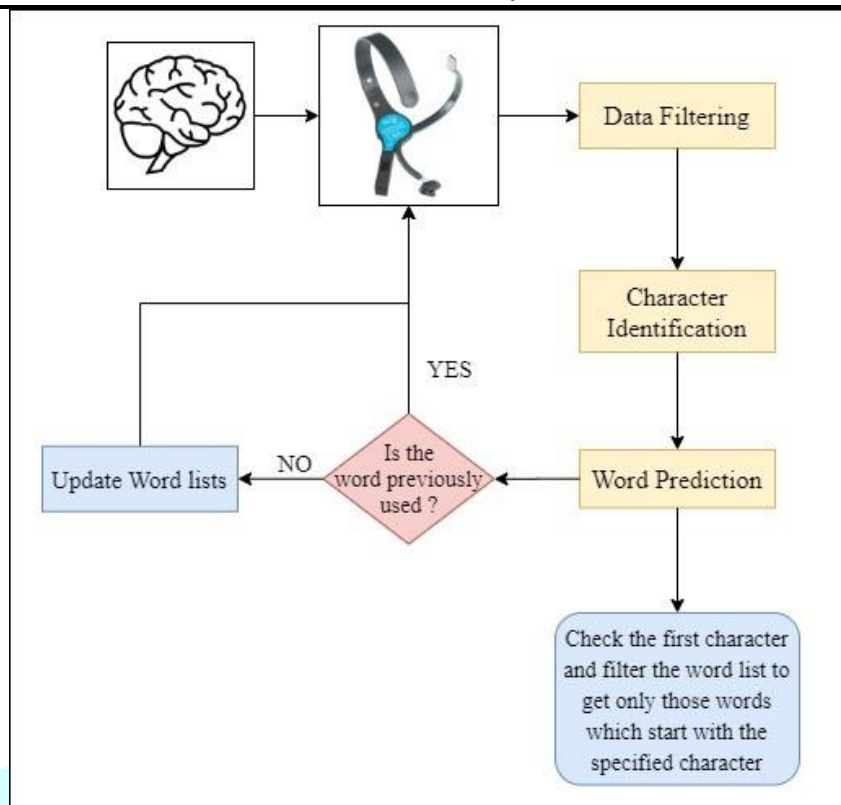 Data Filtering
Character
Identification
YES
Is the
word previously
used ?
NO
Update Word lists
Word Prediction
Check the first character
and filter the word list to
get only those words
which start with the
specified character